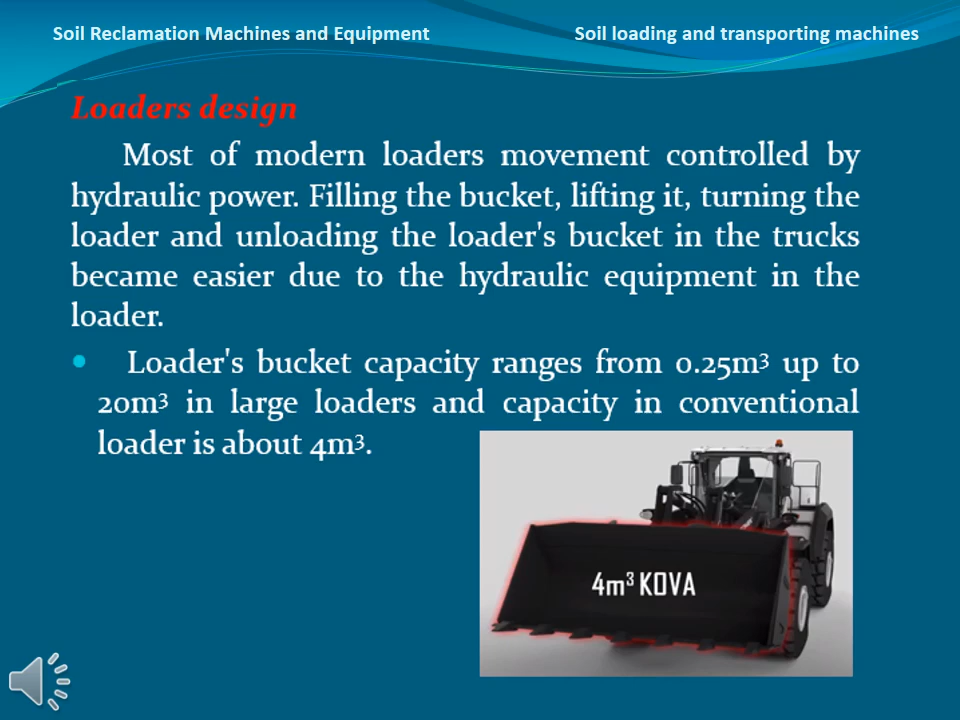 Soil Reclamation Machines and Equipment
Soil loading and transporting machines
Loaders design
Most of modern loaders movement controlled by
hydraulic power. Filling the bucket, lifting it, turning the
loader and unloading the loader's bucket in the trucks
became easier due to the hydraulic equipment in the
loader.
• Loader's bucket capacity ranges from 0.25m³ up to
20m³ in large loaders and capacity in conventional
loader is about 4m³.
4m³ KOVA